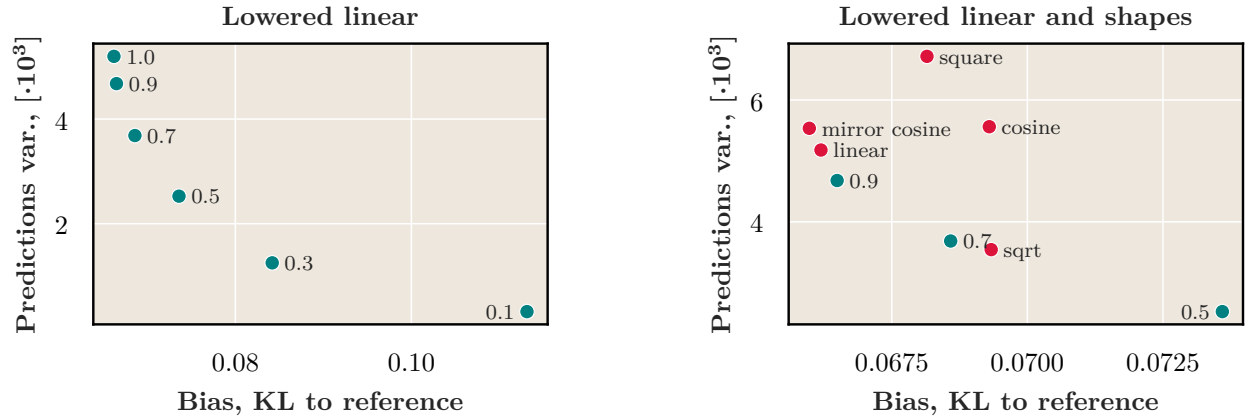 Lowered linear
Predictions var., [·10³]
4
2
1.0
0.9
0.7
0.5
0.3
0.1
0.08
0.10
Bias, KL to reference
Lowered linear and shapes
Predictions var., [·10³]
6
4
square
mirror cosine
cosine
linear
0.9
0.7
sqrt
0.5
0.0675
0.0700
0.0725
Bias, KL to reference